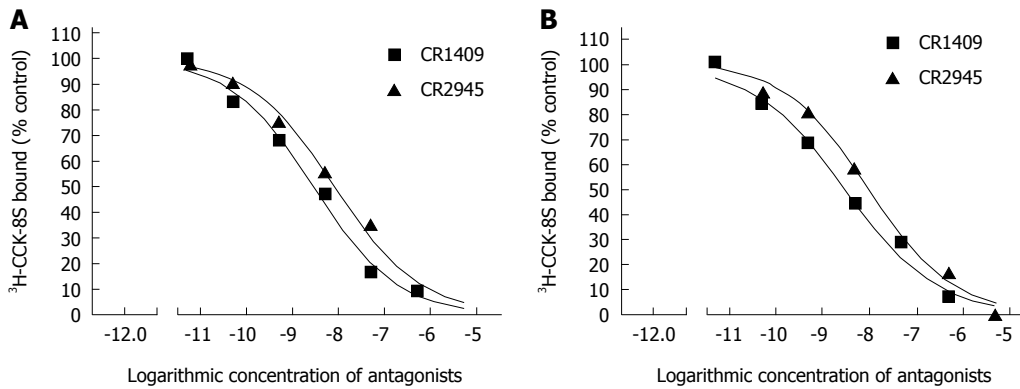 A
³H-CCK-8S bound (% control)
110
100
90
80
70
60
50
40
30
20
10
0
CR1409
CR2945
-12.0 -11 -10 -9 -8 -7 -6 -5
Logarithmic concentration of antagonists
B
³H-CCK-8S bound (% control)
110
100
90
80
70
60
50
40
30
20
10
0
CR1409
CR2945
-12.0 -11 -10 -9 -8 -7 -6 -5
Logarithmic concentration of antagonists